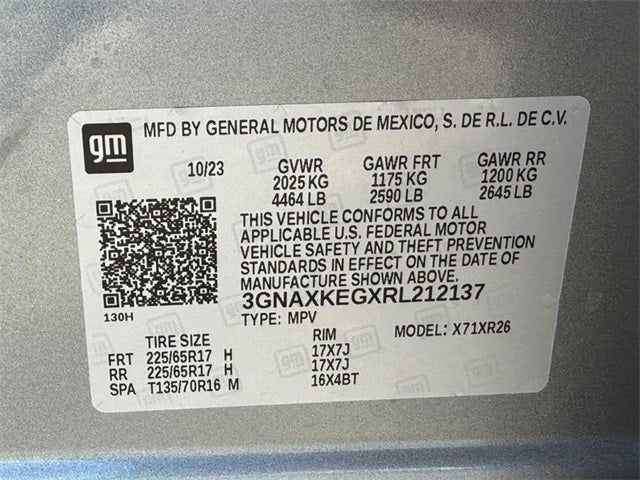 gm
MFD BY GENERAL MOTORS DE MEXICO, S. DE R.L. DE C.V.
10/23 GVWR GAWR FRT GAWR RR
2025 KG 1175 KG 1200 KG
4464 LB 2590 LB 2645 LB
THIS VEHICLE CONFORMS TO ALL
APPLICABLE U.S. FEDERAL MOTOR
VEHICLE SAFETY AND THEFT PREVENTION
STANDARDS IN EFFECT ON THE DATE OF
MANUFACTURE SHOWN ABOVE.
3GNAXKEGXRL212137
130H
TYPE: MPV MODEL: X71XR26
TIRE SIZE RIM
FRT 225/65R17 H 17X7J
RR 225/65R17 H 17X7J
SPA T135/70R16 M 16X4BT